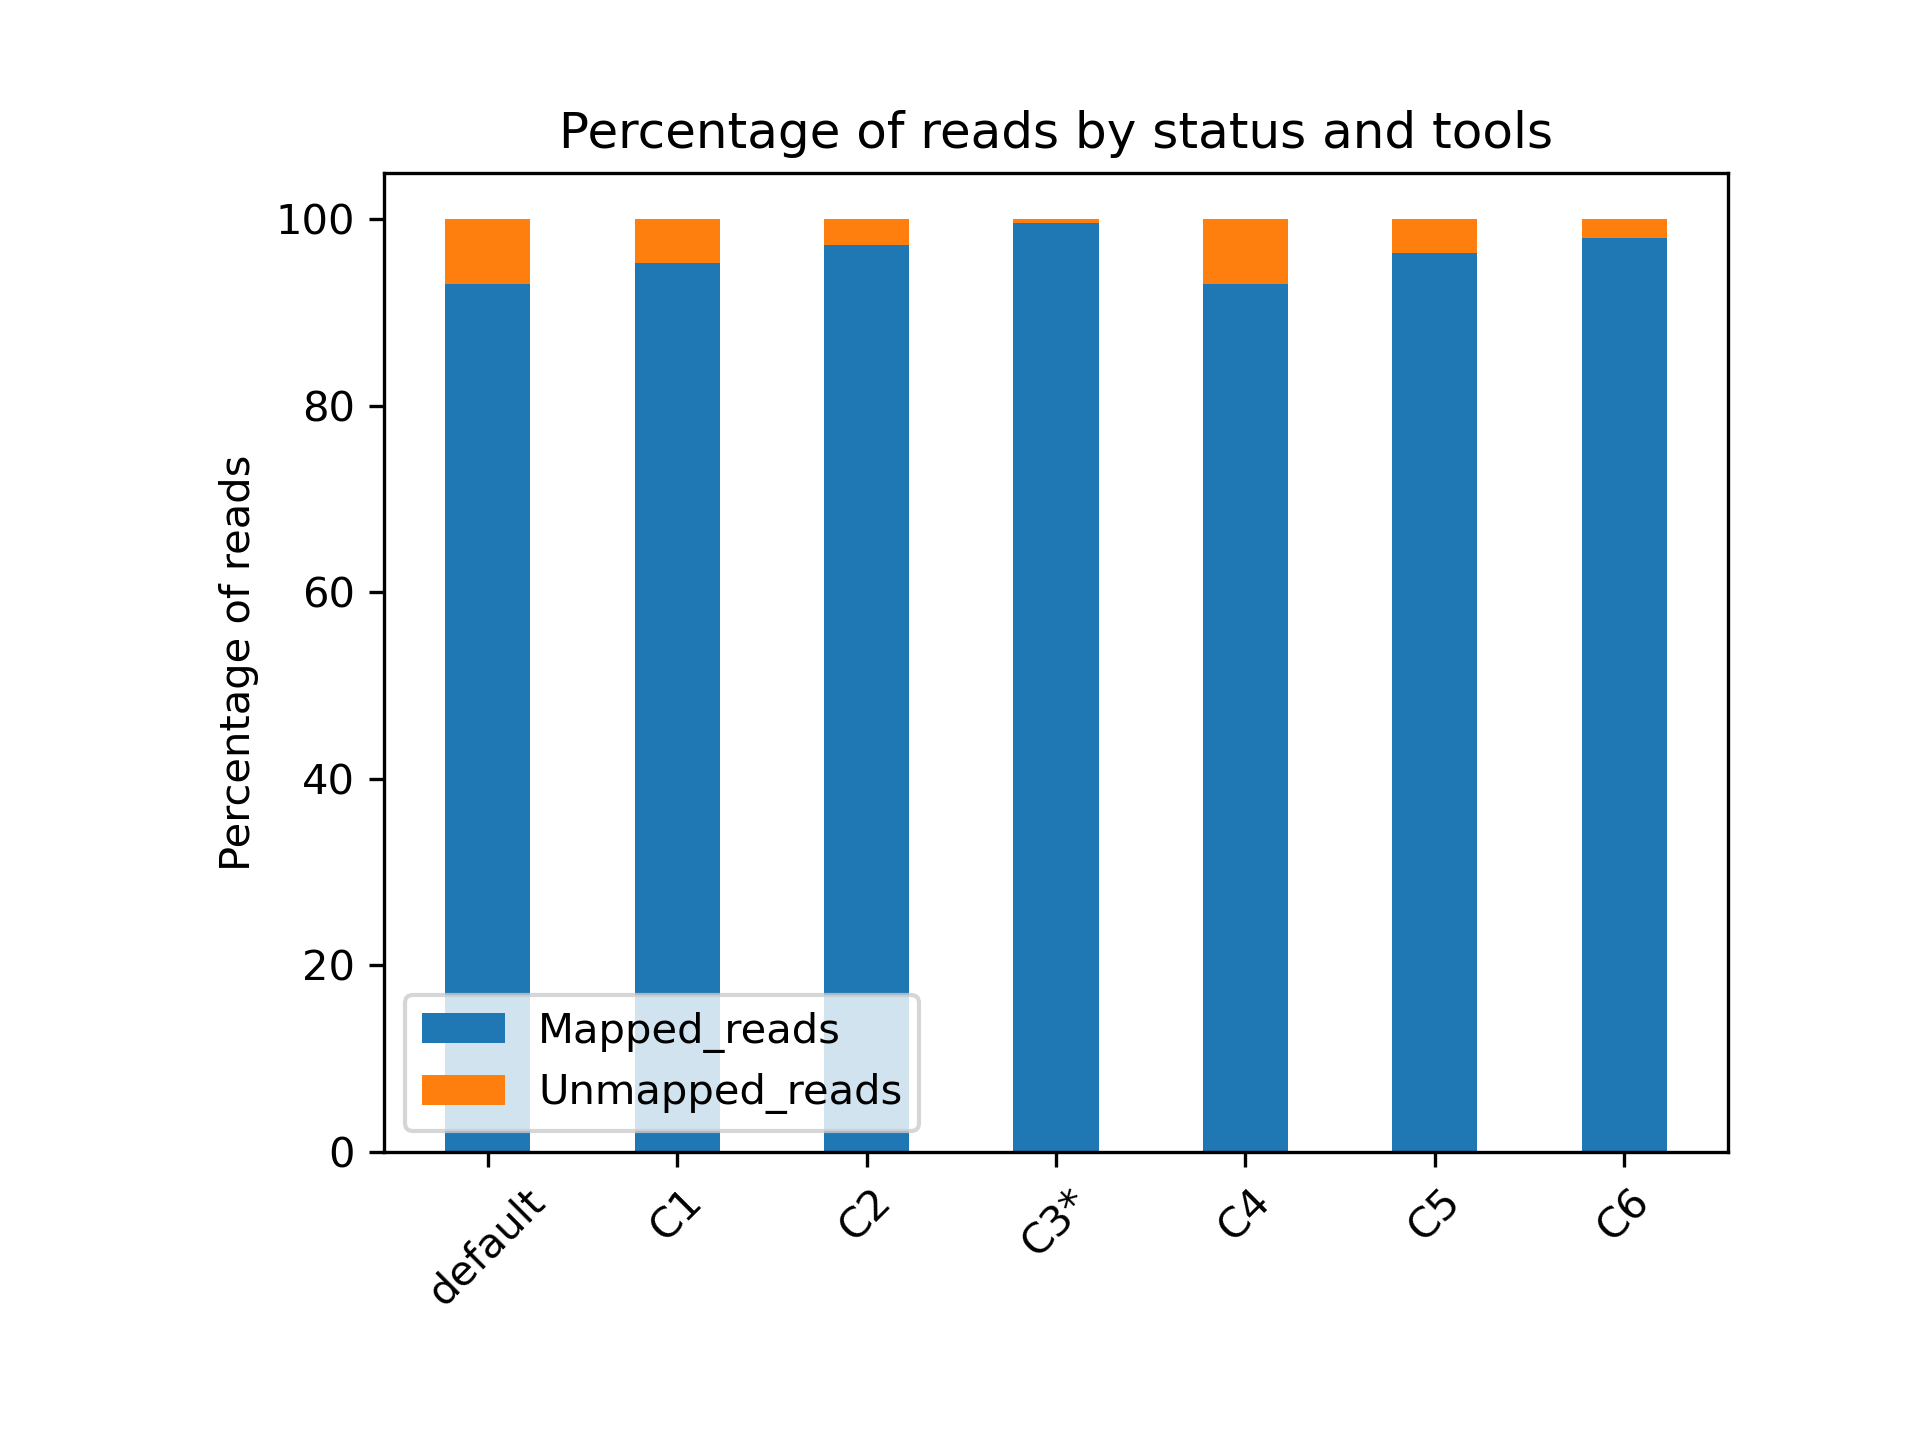 Percentage of reads by status and tools
Percentage of reads
100
80
60
40
20
0
Mapped_reads
Unmapped_reads
default
C1
C2
C3*
C4
C5
C6